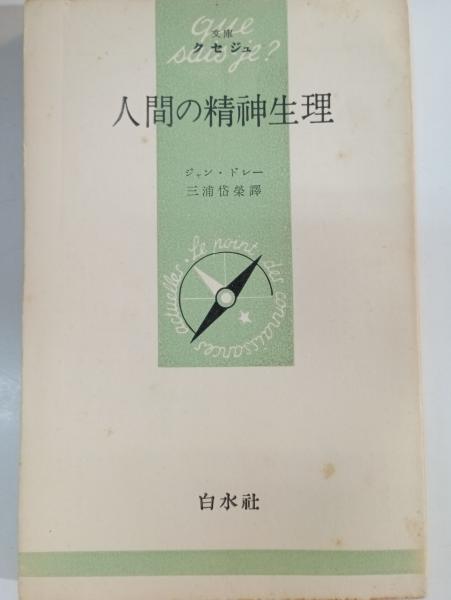 que
sais-je?
文庫
クセジュ
人間の精神生理
ジャン・ドレー
三浦岱榮譯
Le point des connaissances actuelles.
白水社